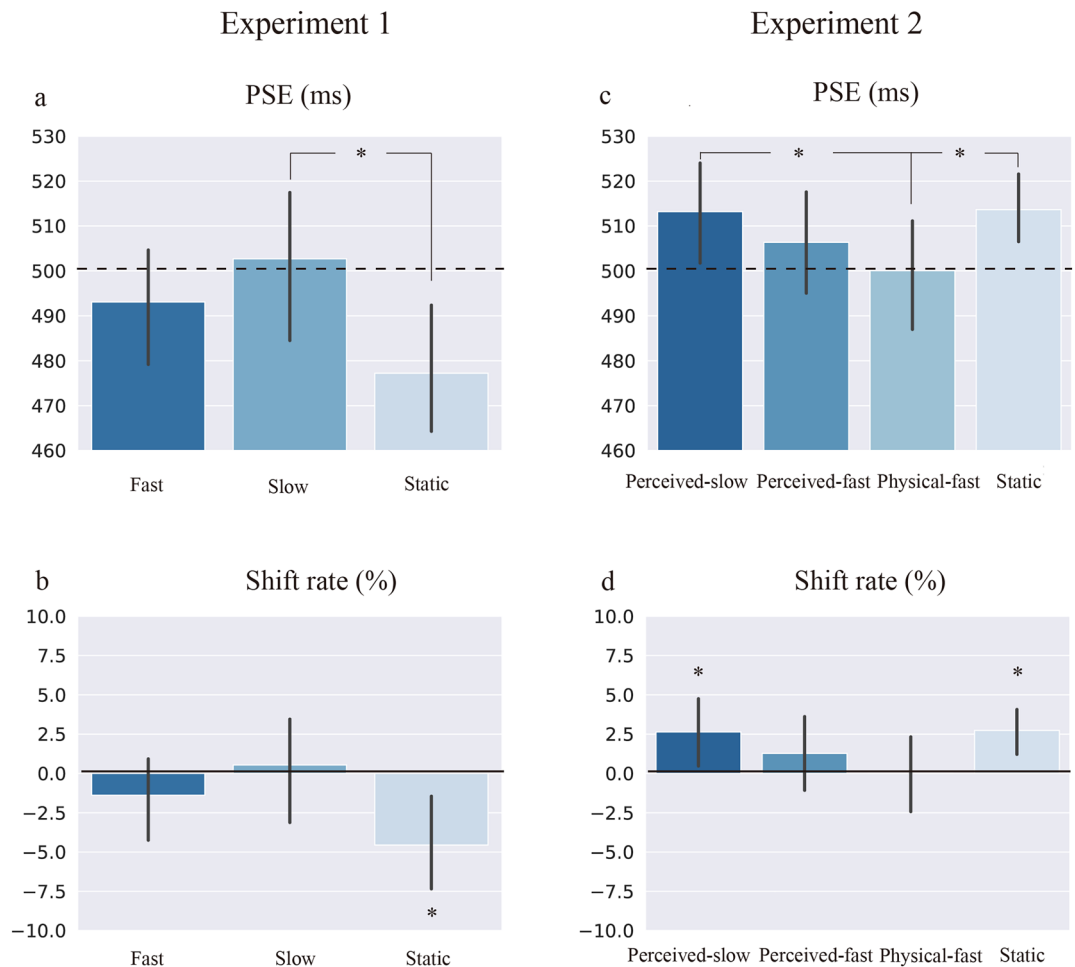 Experiment 1
Experiment 2
a
PSE (ms)
530
520
510
500
490
480
470
460
*
Fast
Slow
Static
c
PSE (ms)
530
520
510
500
490
480
470
460
*
*
Perceived-slow
Perceived-fast
Physical-fast
Static
b
Shift rate (%)
10.0
7.5
5.0
2.5
0.0
−2.5
−5.0
−7.5
−10.0
*
Fast
Slow
Static
d
Shift rate (%)
10.0
7.5
5.0
2.5
0.0
−2.5
−5.0
−7.5
−10.0
*
*
Perceived-slow
Perceived-fast
Physical-fast
Static